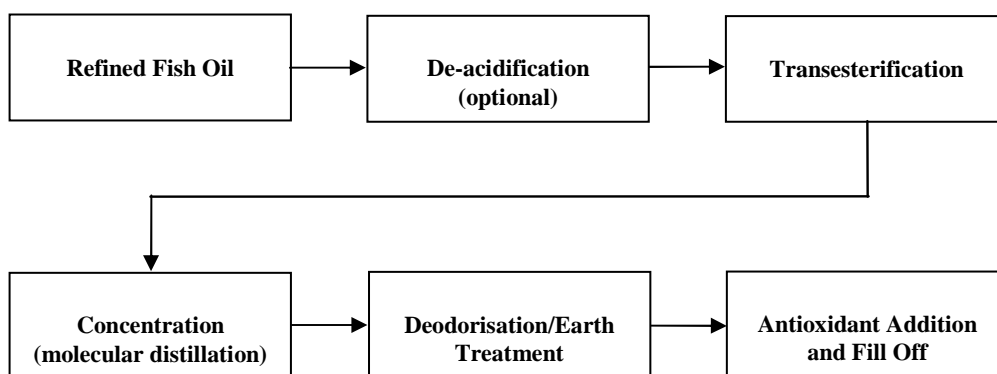 Refined Fish Oil
De-acidification
(optional)
Transesterification
Concentration
(molecular distillation)
Deodorisation/Earth
Treatment
Antioxidant Addition
and Fill Off